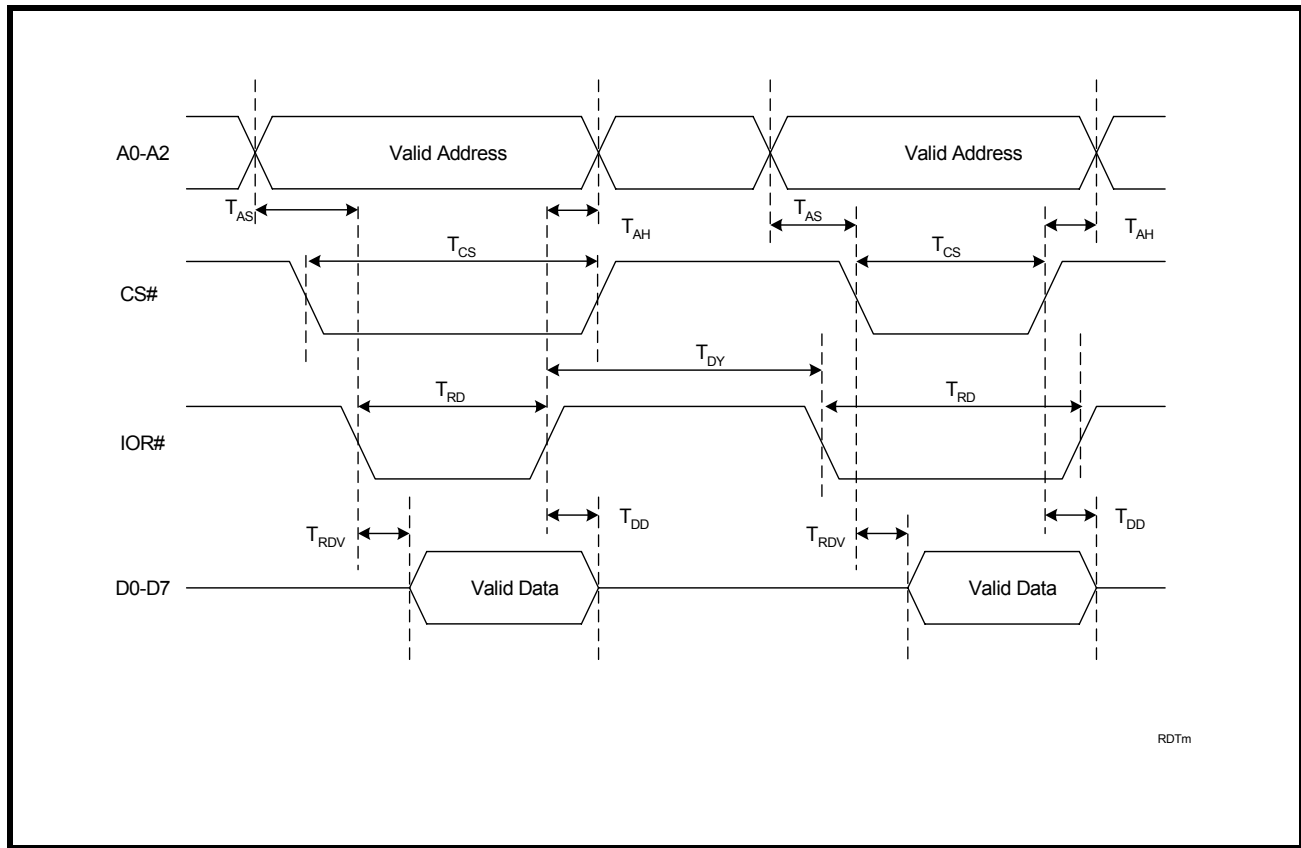 A0-A2
Valid Address
Valid Address
TAS
TAH
TAS
TAH
TCS
TCS
CS#
TDY
TRD
TRD
IOR#
TRDV
TDD
TRDV
TDD
D0-D7
Valid Data
Valid Data
RDTm